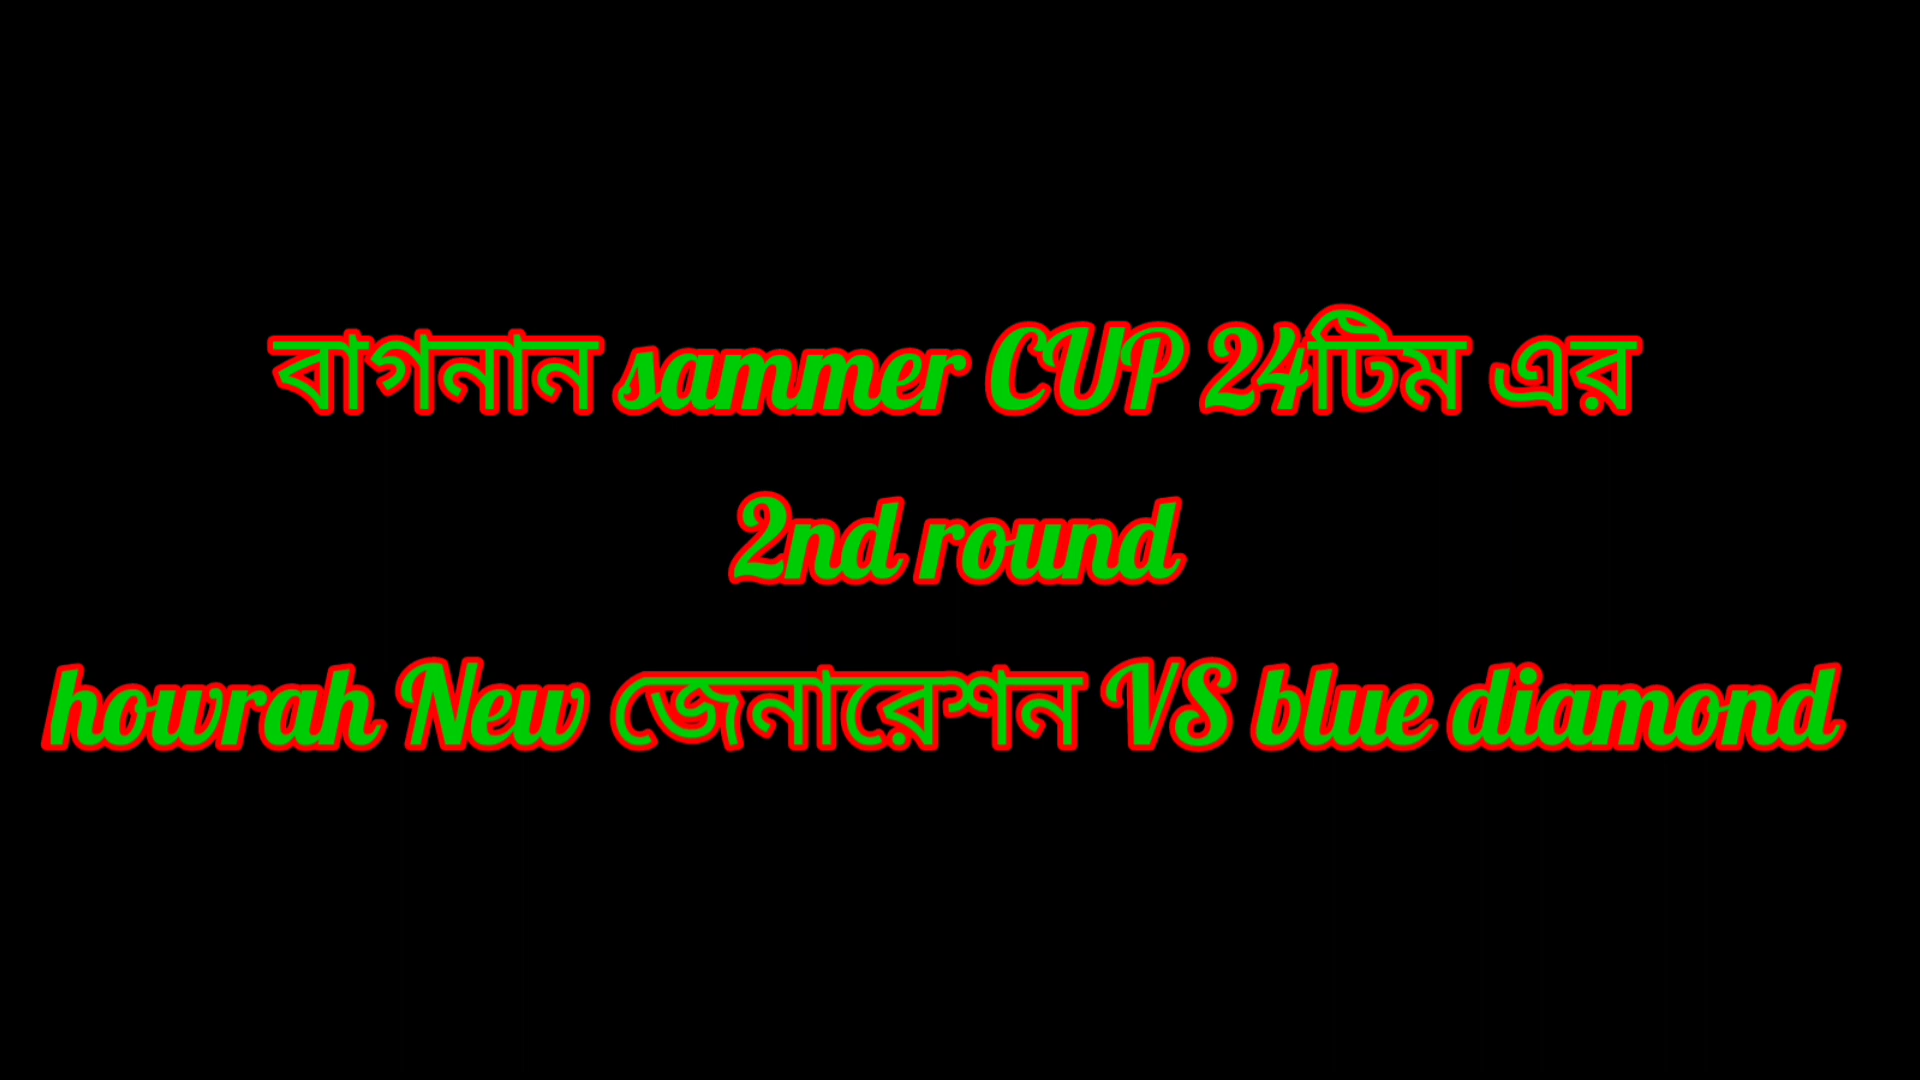 বাগনান sammer CUP 24টিম এর
2nd round
howrah New জেনারেশন VS blue diamond